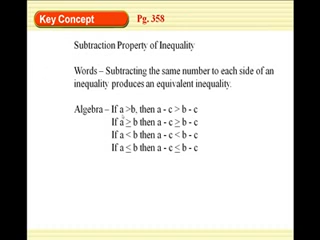 Key Concept Pg. 358
Subtraction Property of Inequality
Words – Subtracting the same number to each side of an
inequality produces an equivalent inequality.
Algebra – If a >b, then a - c > b - c
If a ≥ b then a - c ≥ b - c
If a < b then a - c < b - c
If a ≤ b then a - c ≤ b - c